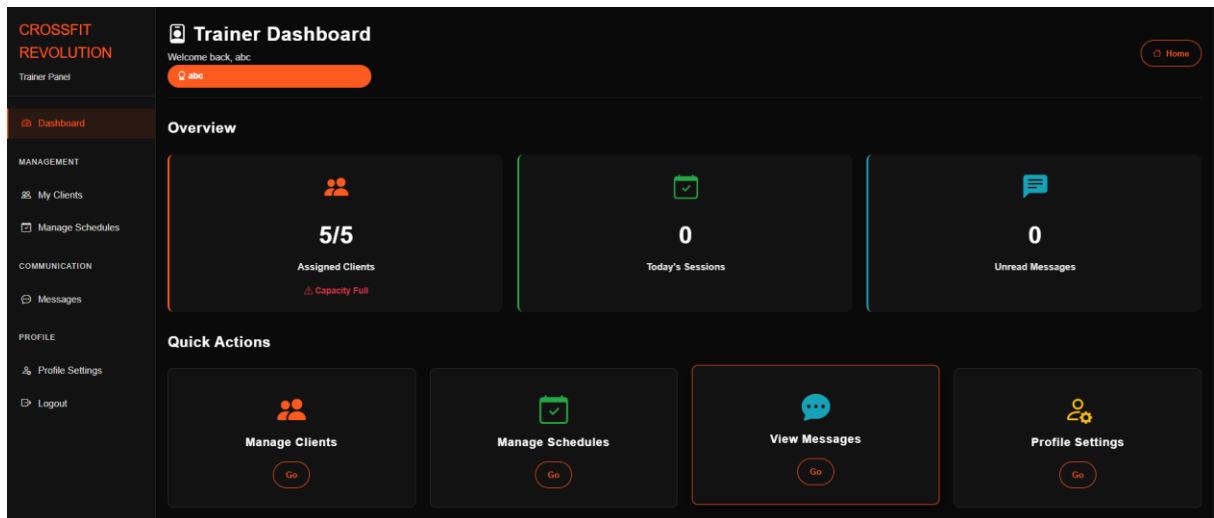 CROSSFIT
REVOLUTION
Trainer Panel
Dashboard
MANAGEMENT
My Clients
Manage Schedules
COMMUNICATION
Messages
PROFILE
Profile Settings
Logout
Trainer Dashboard
Welcome back, abc
abc
Home
Overview
5/5
Assigned Clients
Capacity Full
0
Today's Sessions
0
Unread Messages
Quick Actions
Manage Clients
Go
Manage Schedules
Go
View Messages
Go
Profile Settings
Go